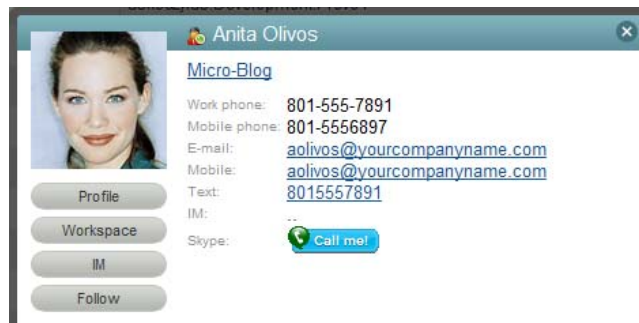 Anita Olivos
Micro-Blog
Work phone: 801-555-7891
Mobile phone: 801-5556897
E-mail: aolivos@yourcompanyname.com
Mobile: aolivos@yourcompanyname.com
Text: 8015557891
IM: --
Skype: Call me!
Profile
Workspace
IM
Follow